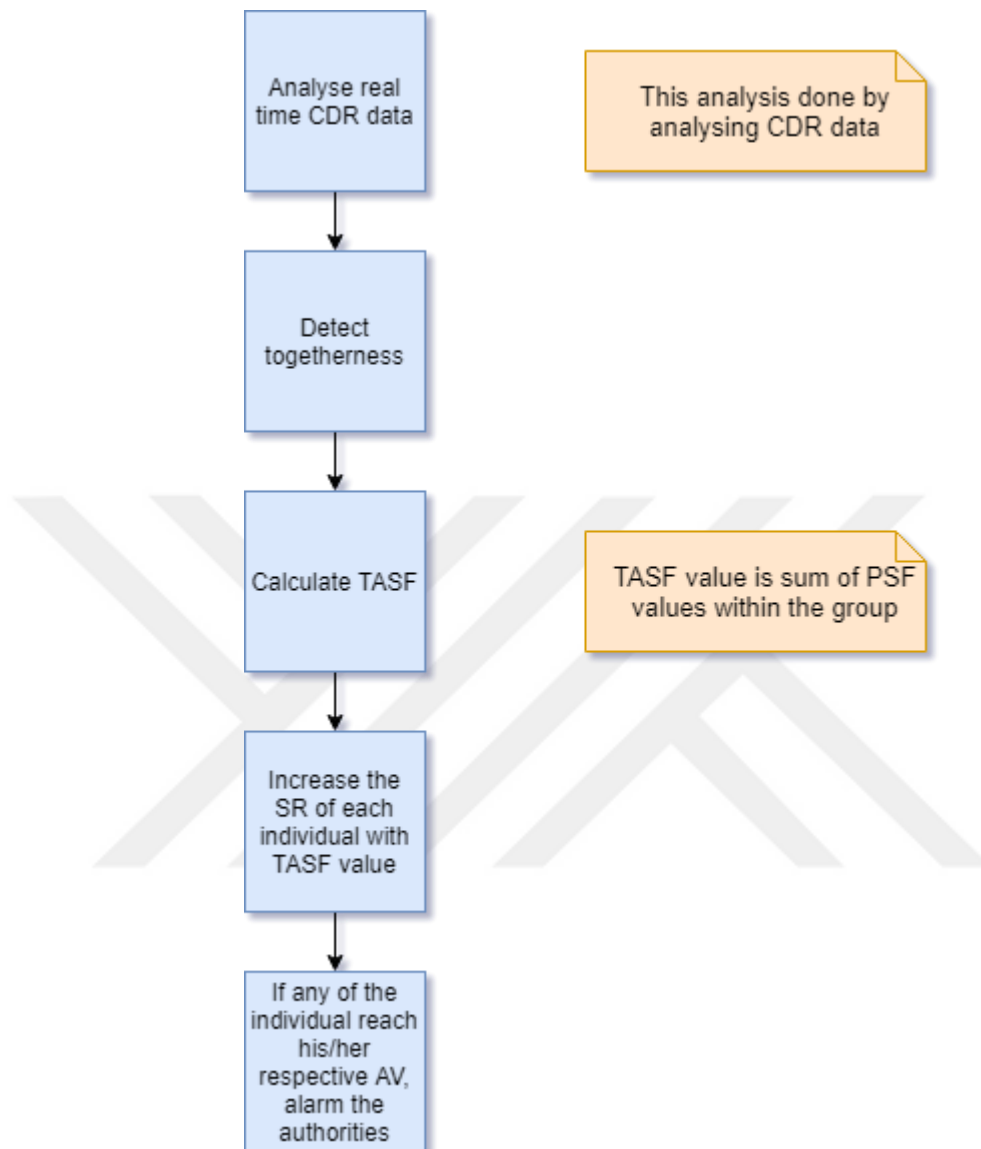 Analyse real
time CDR data
This analysis done by
analysing CDR data
Detect
togetherness
Calculate TASF
TASF value is sum of PSF
values within the group
Increase the
SR of each
individual with
TASF value
If any of the
individual reach
his/her
respective AV,
alarm the
authorities